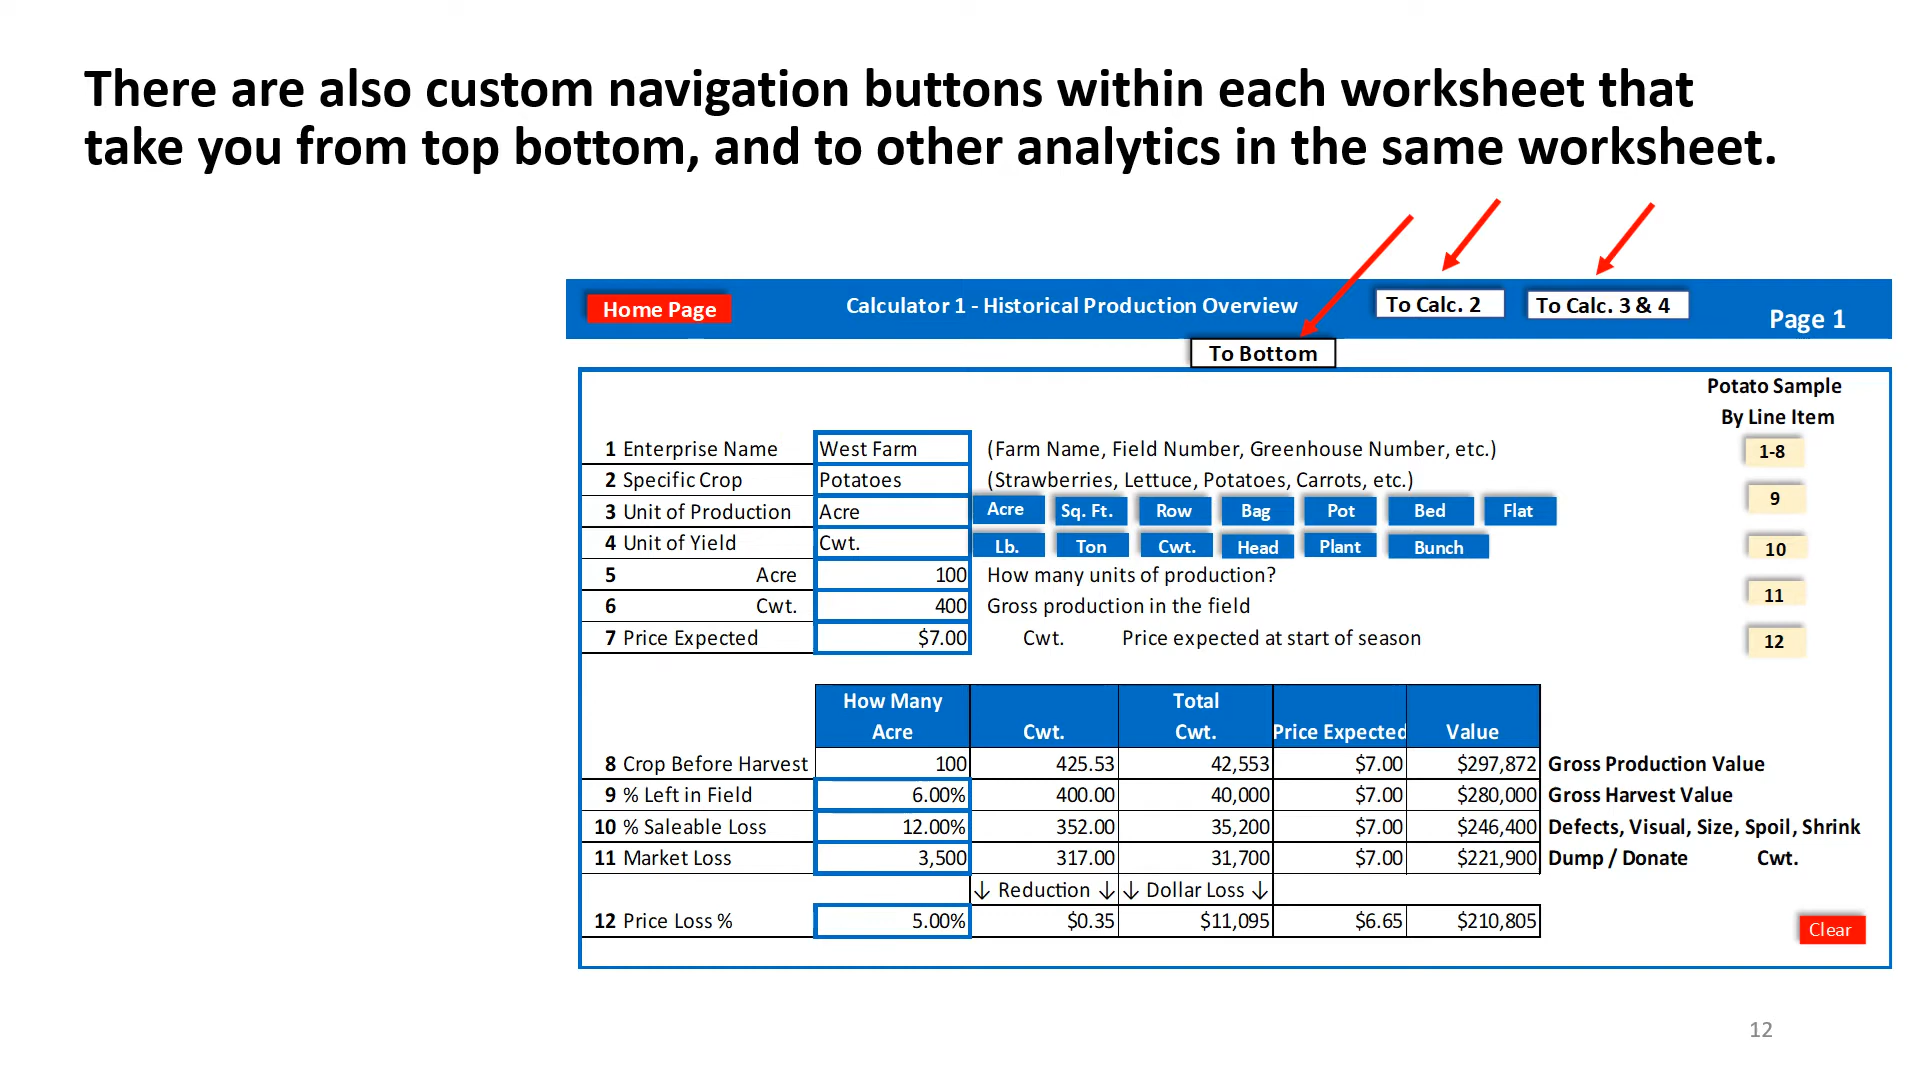 There are also custom navigation buttons within each worksheet that
take you from top bottom, and to other analytics in the same worksheet.
Home Page Calculator 1 - Historical Production Overview To Calc. 2 To Calc. 3 & 4 Page 1
To Bottom
Potato Sample
By Line Item
1 Enterprise Name West Farm (Farm Name, Field Number, Greenhouse Number, etc.) 1-8
2 Specific Crop Potatoes (Strawberries, Lettuce, Potatoes, Carrots, etc.)
3 Unit of Production Acre Acre Sq. Ft. Row Bag Pot Bed Flat 9
4 Unit of Yield Cwt. Lb. Ton Cwt. Head Plant Bunch 10
5 Acre 100 How many units of production?
6 Cwt. 400 Gross production in the field 11
7 Price Expected $7.00 Cwt. Price expected at start of season 12
How Many Total
Acre Cwt. Cwt. Price Expected Value
8 Crop Before Harvest 100 425.53 42,553 $7.00 $297,872 Gross Production Value
9 % Left in Field 6.00% 400.00 40,000 $7.00 $280,000 Gross Harvest Value
10 % Saleable Loss 12.00% 352.00 35,200 $7.00 $246,400 Defects, Visual, Size, Spoil, Shrink
11 Market Loss 3,500 317.00 31,700 $7.00 $221,900 Dump / Donate Cwt.
↓ Reduction ↓ ↓ Dollar Loss ↓
12 Price Loss % 5.00% $0.35 $11,095 $6.65 $210,805 Clear
12